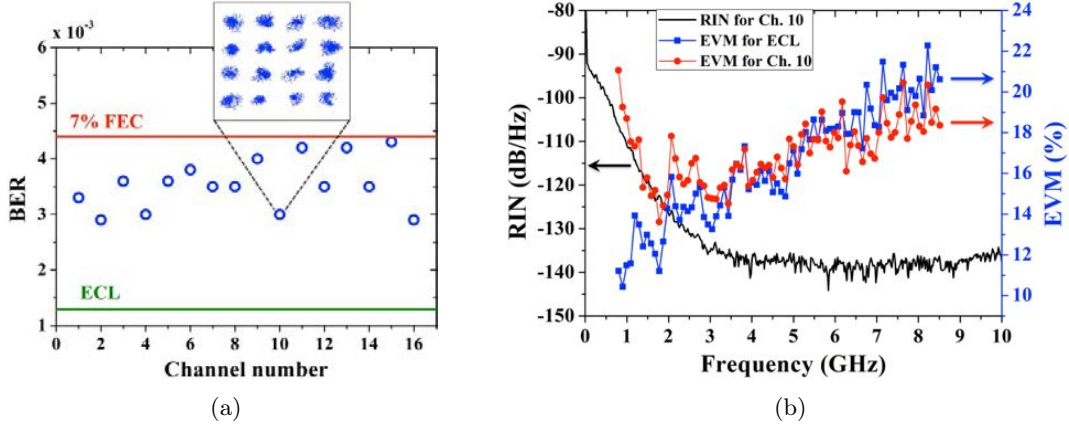 x 10⁻³
6
5
4
3
2
1
BER
7% FEC
ECL
0 2 4 6 8 10 12 14 16
Channel number
(a)
-80
-90
-100
-110
-120
-130
-140
-150
RIN (dB/Hz)
RIN for Ch. 10
EVM for ECL
EVM for Ch. 10
24
22
20
18
16
14
12
10
EVM (%)
0 1 2 3 4 5 6 7 8 9 10
Frequency (GHz)
(b)